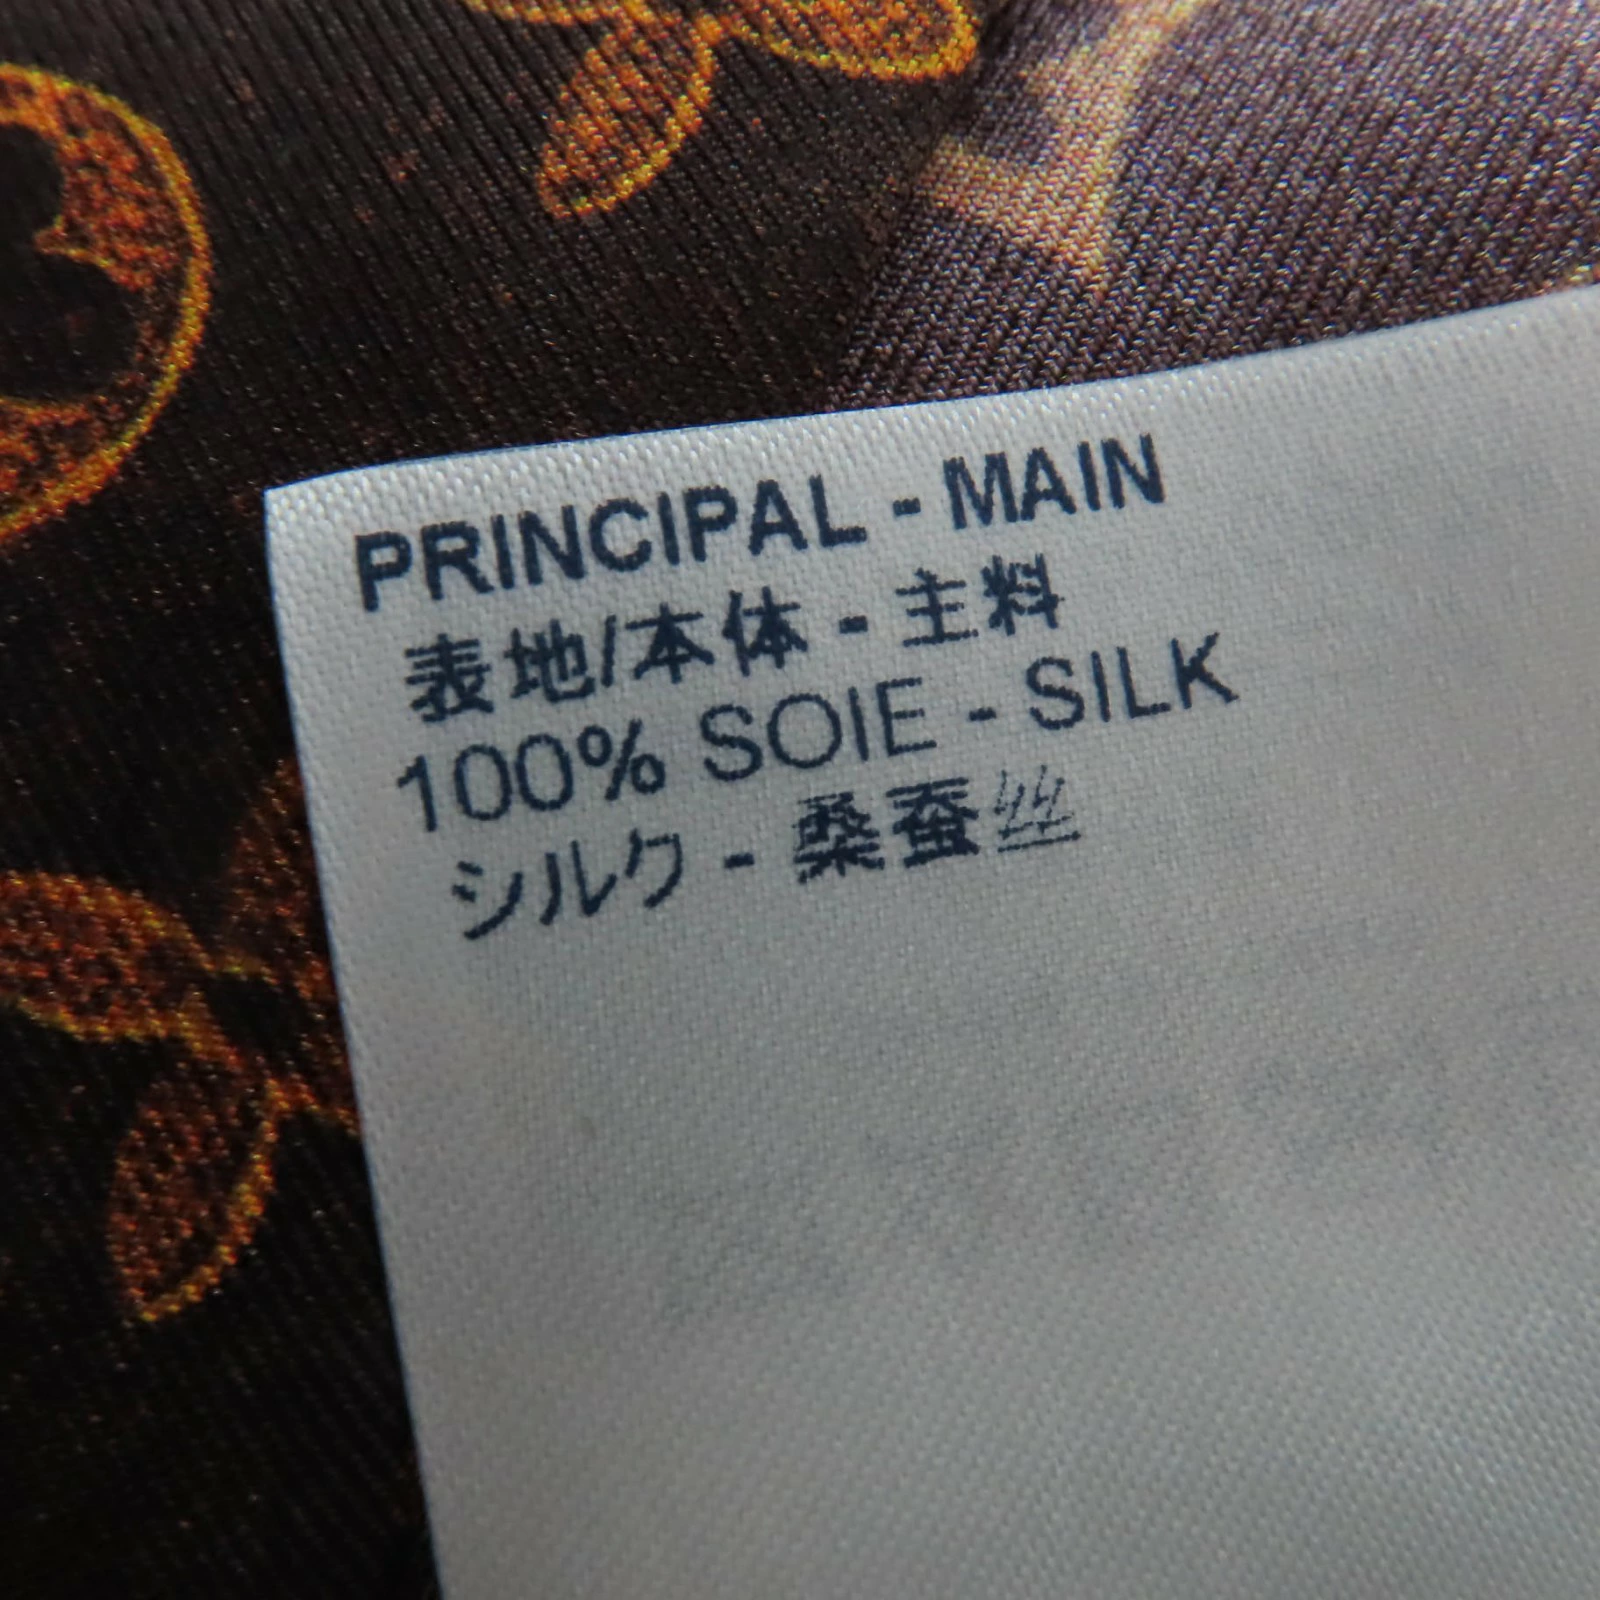 PRINCIPAL - MAIN
表地/本体 - 主料
100% SOIE - SILK
シルク - 桑蚕丝